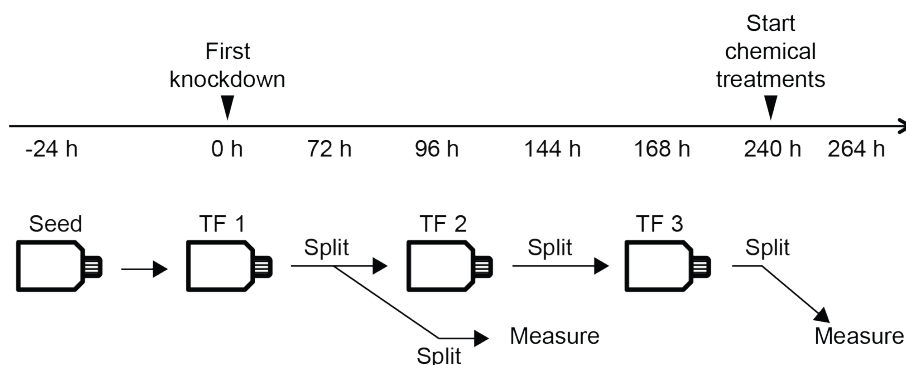 First
knockdown
Start
chemical
treatments
-24 h
0 h
72 h
96 h
144 h
168 h
240 h
264 h
Seed
TF 1
Split
TF 2
Split
TF 3
Split
Split
Measure
Measure